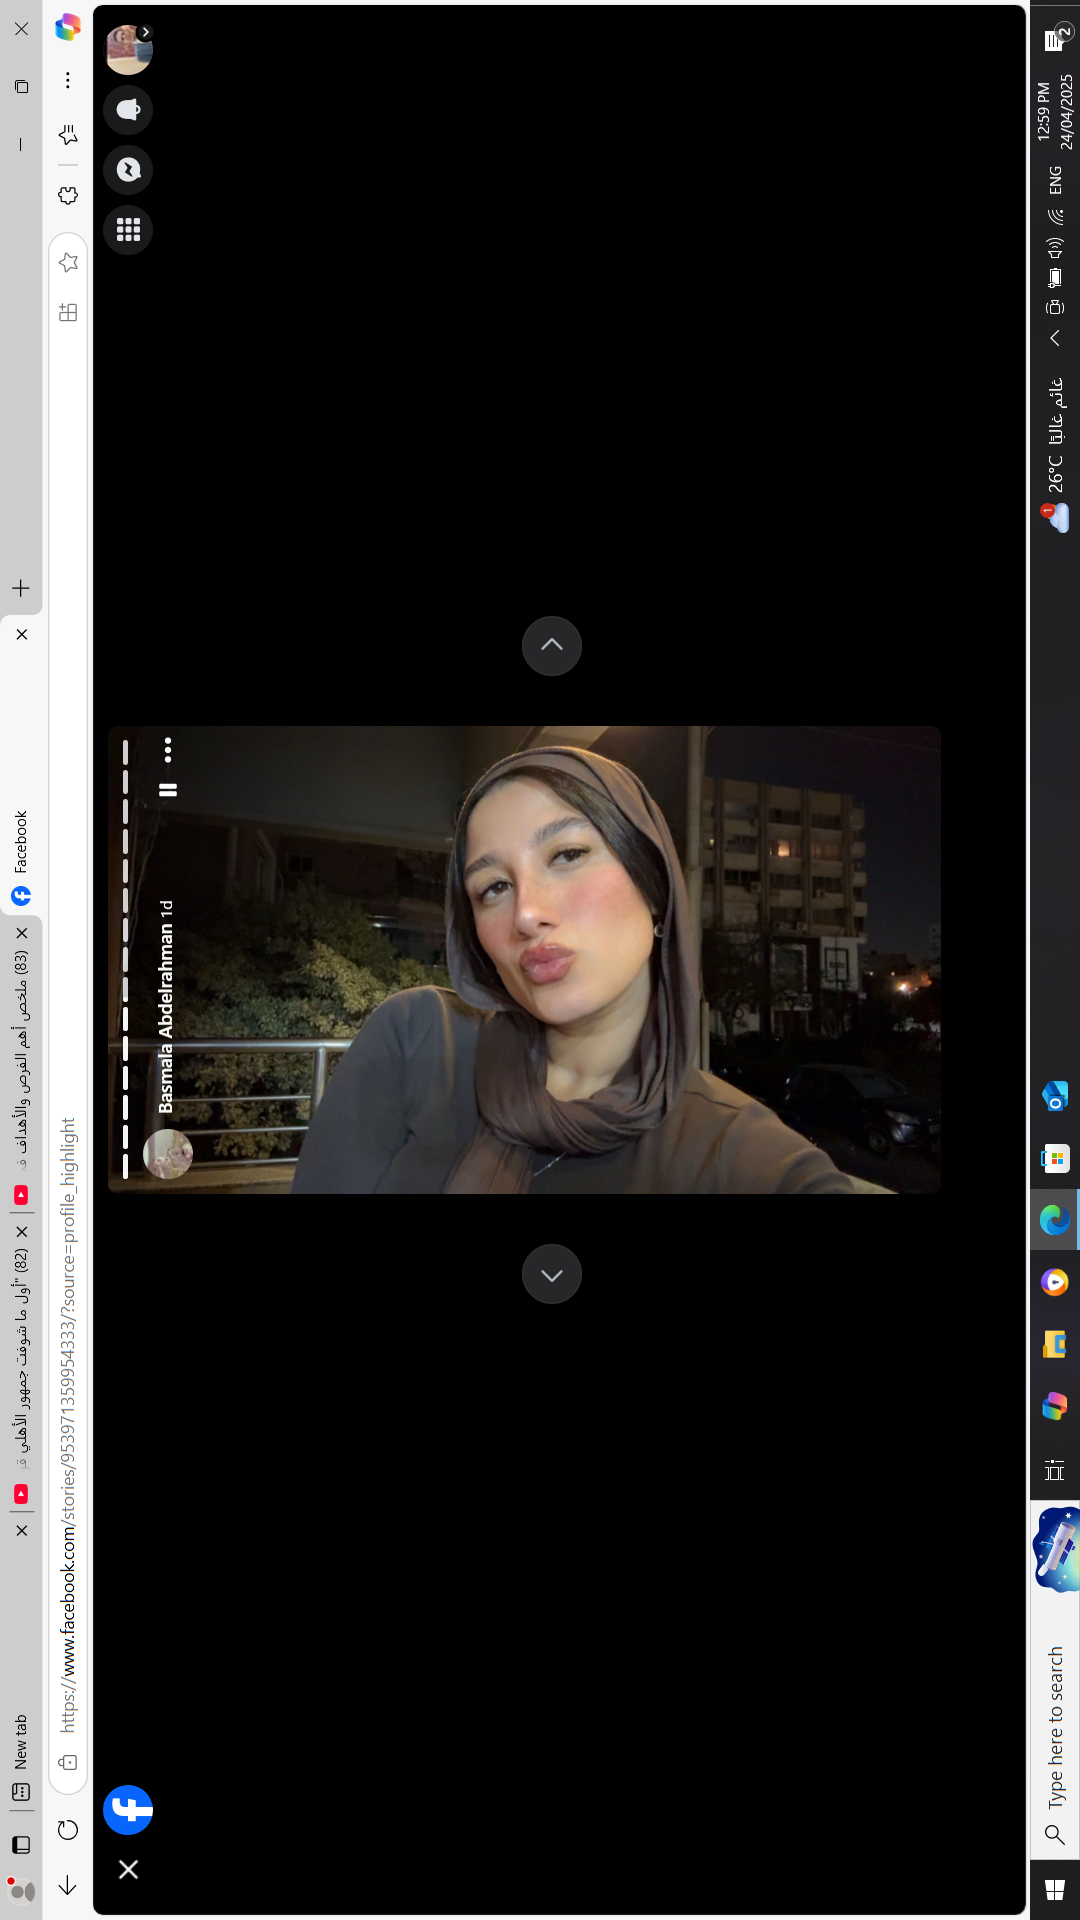 New tab
(82) "أول ما شوفت جمهور الأهلي
(83) ملخص أهم الفرص والأهداف
Facebook
https://www.facebook.com/stories/953971359954333/?source=profile_highlight
Basmala Abdelrahman 1d
Type here to search
1
26°C غائم غالبًا
ENG
12:59 PM
24/04/2025
2